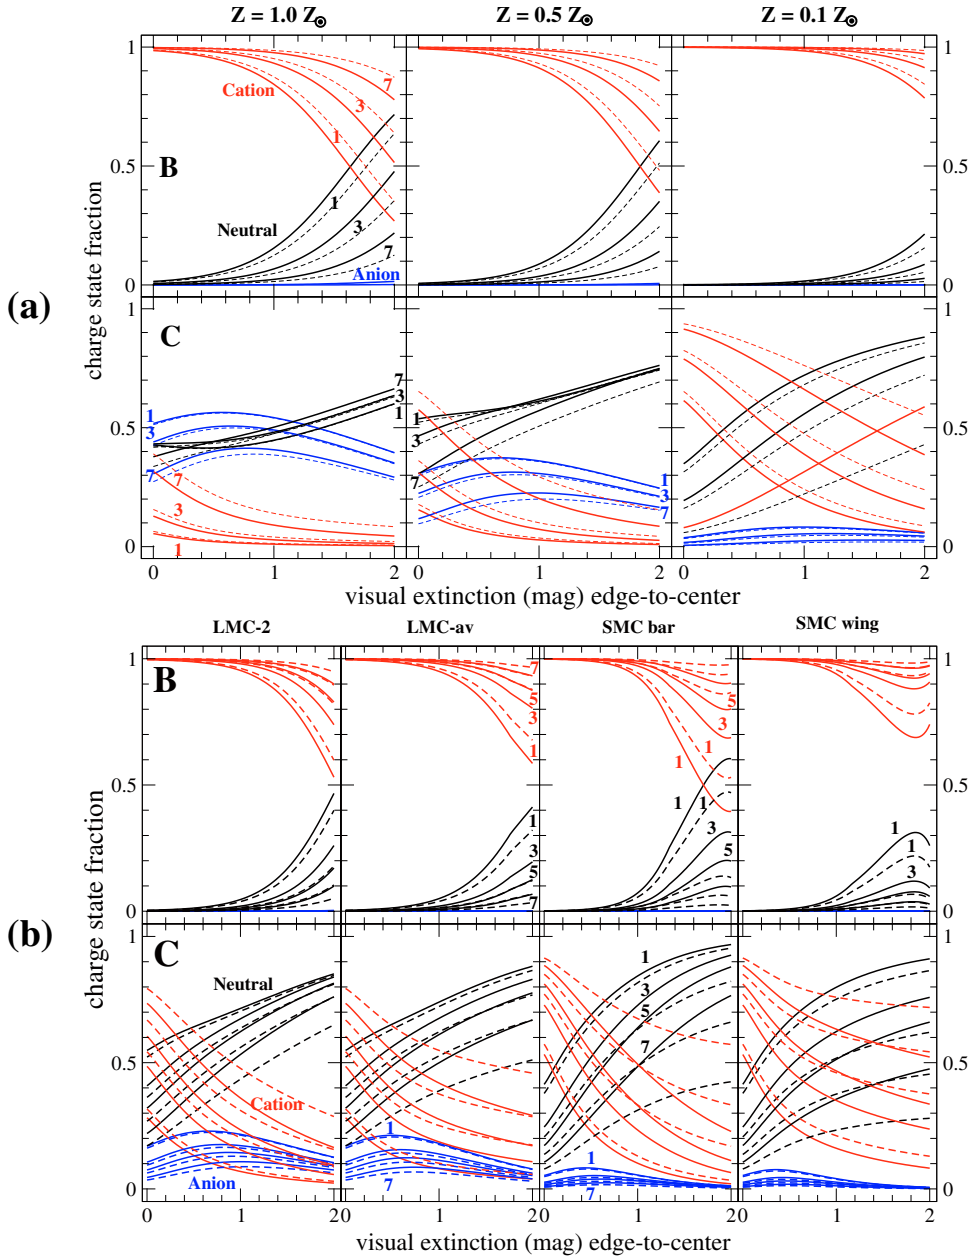 Z = 1.0 Z⊙ Z = 0.5 Z⊙ Z = 0.1 Z⊙
1
Cation 7
3
1
0.5 B 0.5
1
Neutral 3
7
Anion
0 0
(a)
charge state fraction
1 C 1
7
1 3
0.5 3 1 1 0.5
3
7 7 1
7 3
3 7
1
0 0
0 1 2 0 1 2 0 1 2
visual extinction (mag) edge-to-center
LMC-2 LMC-av SMC bar SMC wing
1 B 7 1
5 5
3 3
1 1
1
0.5 1 1 0.5
1 3 1 1
3 5 3
5
7
0 0
(b)
charge state fraction
1 C 1
Neutral 1
3
5
7
0.5 0.5
Cation
1
1
Anion 7 7
0 0
0 1 2 0 1 2 0 1 2 0 1 2
visual extinction (mag) edge-to-center